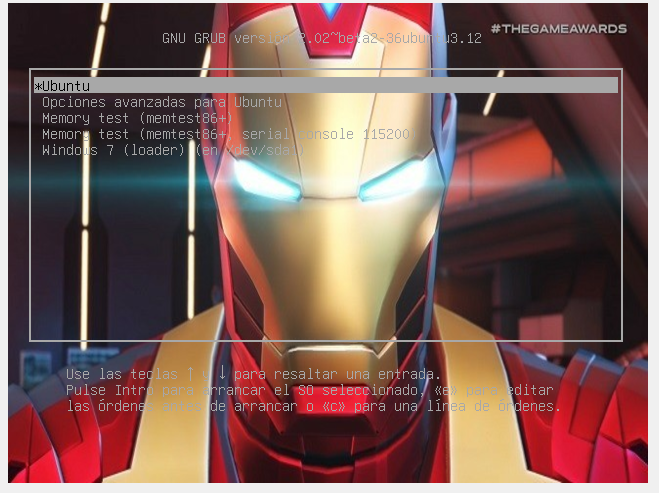 #THEGAMEAWARDS
GNU GRUB versión 2.02~beta2-36ubuntu3.12
*Ubuntu
Opciones avanzadas para Ubuntu
Memory test (memtest86+)
Memory test (memtest86+, serial console 115200)
Windows 7 (loader) (en /dev/sda1)
Use las teclas ↑ y ↓ para resaltar una entrada.
Pulse Intro para arrancar el SO seleccionado, «e» para editar
las órdenes antes de arrancar o «c» para una línea de órdenes.